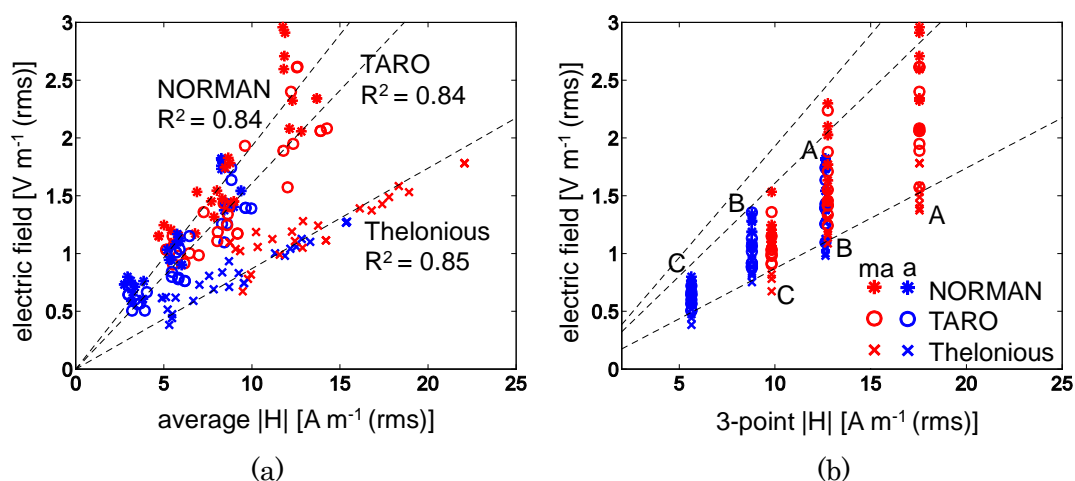 3
2.5
2
1.5
1
0.5
0
0
5
10
15
20
25
electric field [V m⁻¹ (rms)]
average |H| [A m⁻¹ (rms)]
NORMAN
R² = 0.84
TARO
R² = 0.84
Thelonious
R² = 0.85
(a)
3
2.5
2
1.5
1
0.5
0
5
10
15
20
25
electric field [V m⁻¹ (rms)]
3-point |H| [A m⁻¹ (rms)]
A
B
C
A
B
C
ma a
NORMAN
TARO
Thelonious
(b)